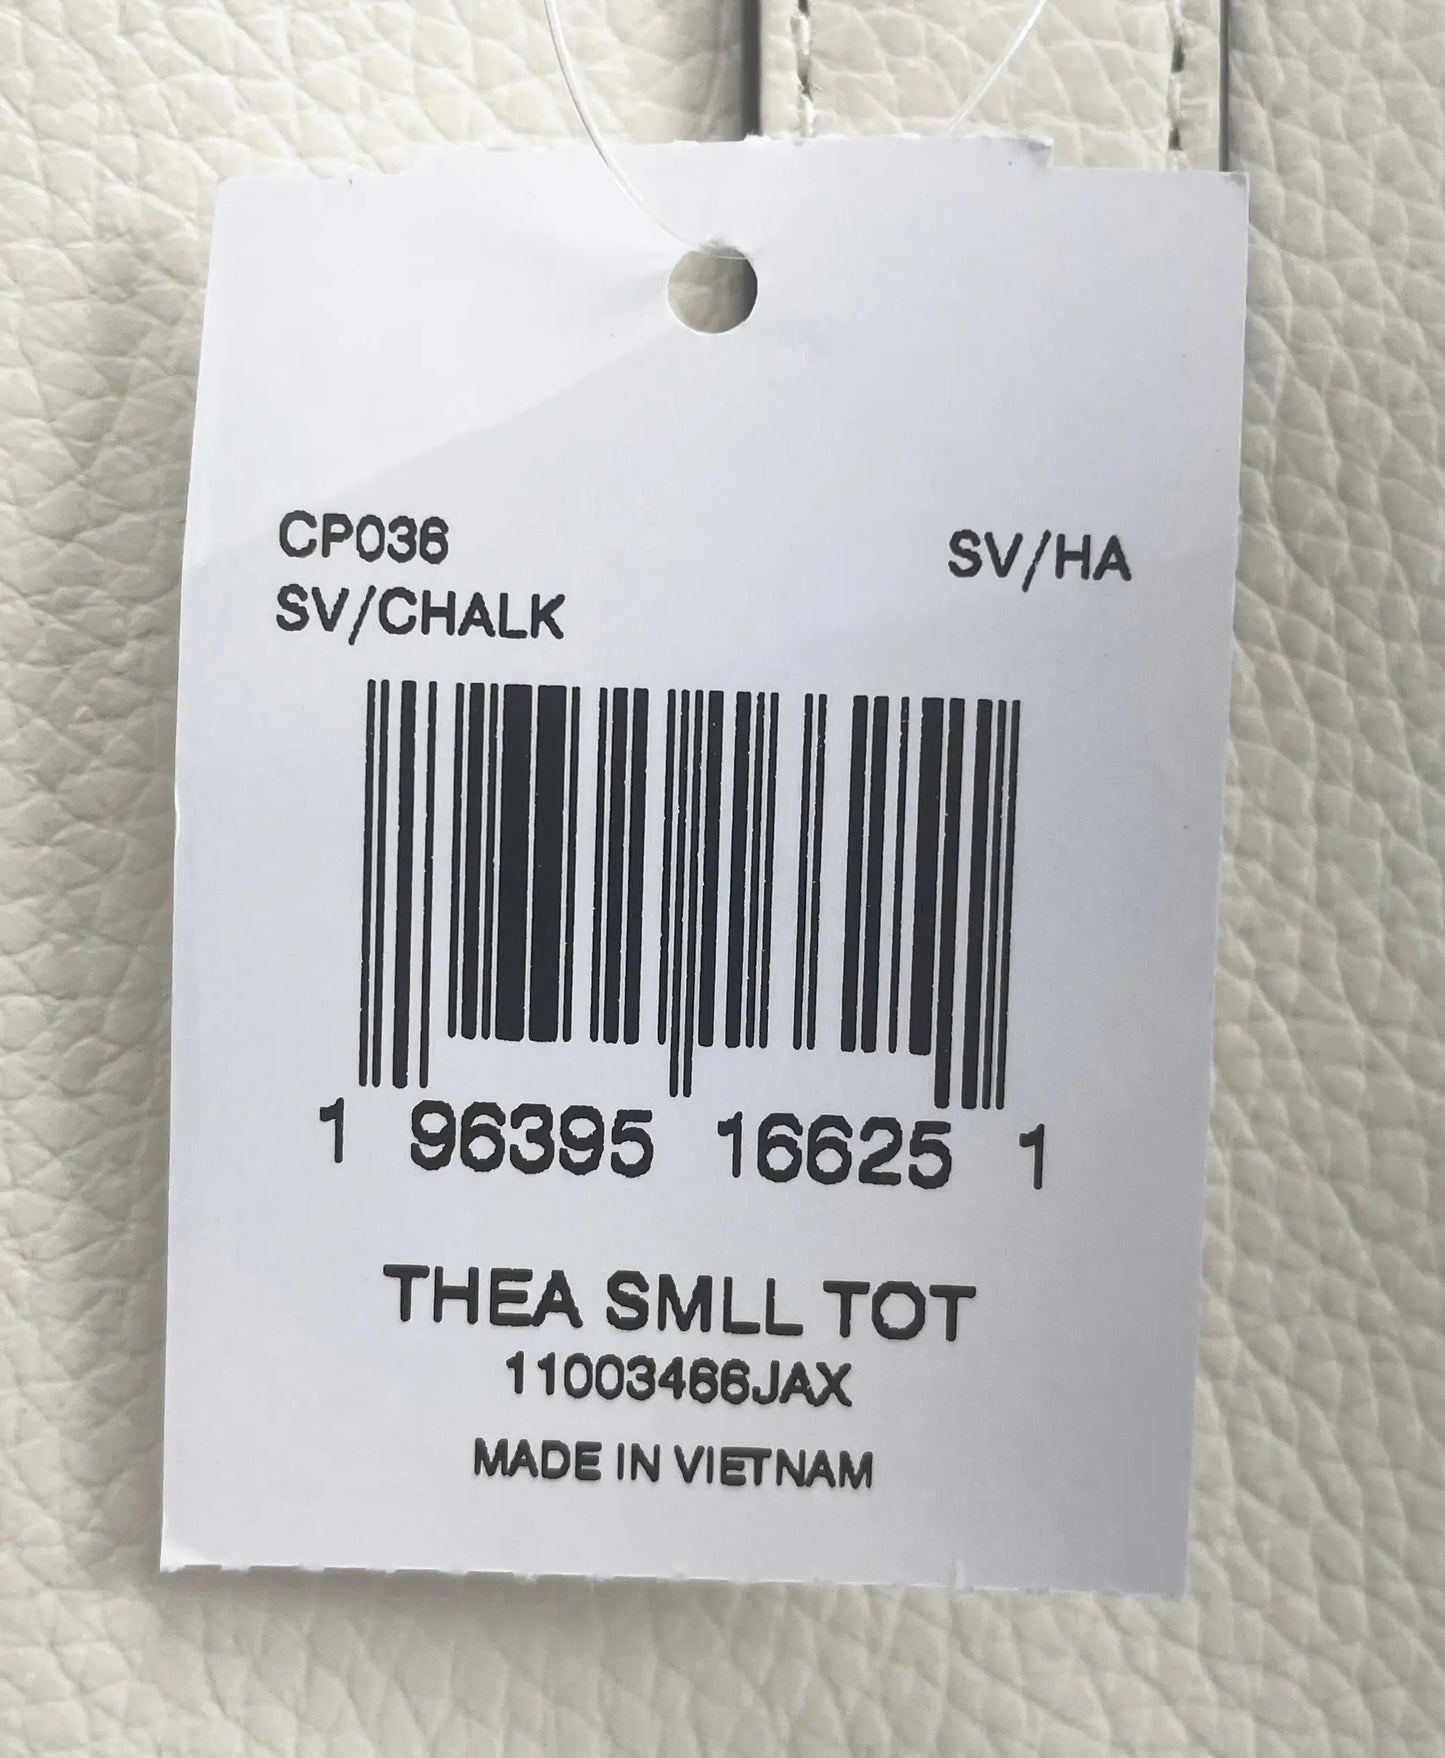 CP036 SV/HA
SV/CHALK
1 96395 16625 1
THEA SMLL TOT
11003466JAX
MADE IN VIETNAM